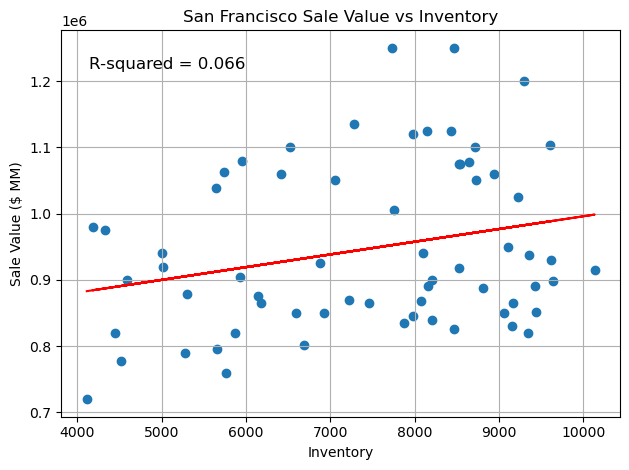 San Francisco Sale Value vs Inventory
1e6
R-squared = 0.066
1.2
1.1
1.0
0.9
0.8
0.7
Sale Value ($ MM)
4000 5000 6000 7000 8000 9000 10000
Inventory